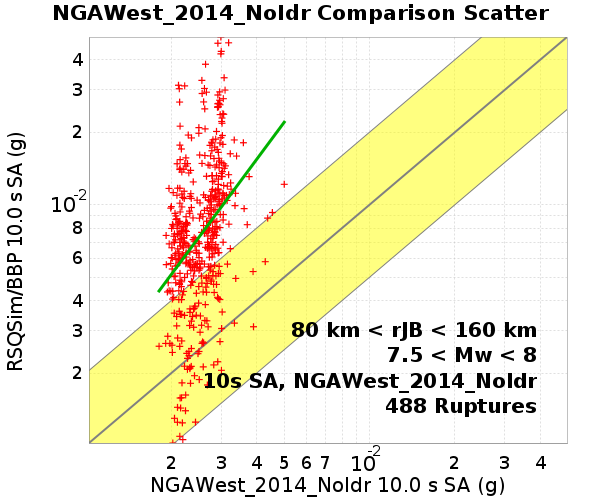 NGAWest_2014_NoIdr Comparison Scatter
RSQSim/BBP 10.0 s SA (g)
4
3
2
10^-2
8
6
4
3
2
80 km < rJB < 160 km
7.5 < Mw < 8
10s SA, NGAWest_2014_NoIdr
488 Ruptures
2 3 4 5 6 7 10^-2 2 3 4
NGAWest_2014_NoIdr 10.0 s SA (g)